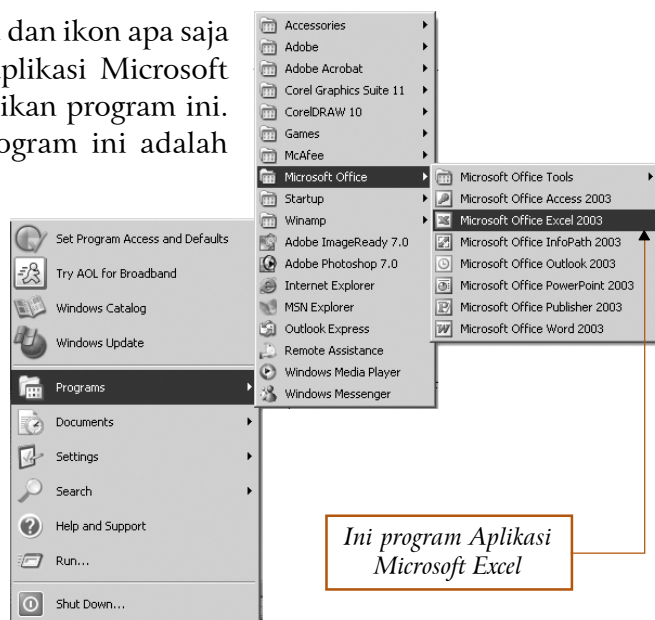 dan ikon apa saja
plikasi Microsoft
ikan program ini.
ogram ini adalah
Accessories
Adobe
Adobe Acrobat
Corel Graphics Suite 11
CorelDRAW 10
Games
McAfee
Microsoft Office
Startup
Winamp
Adobe ImageReady 7.0
Adobe Photoshop 7.0
Internet Explorer
MSN Explorer
Outlook Express
Remote Assistance
Windows Media Player
Windows Messenger
Microsoft Office Tools
Microsoft Office Access 2003
Microsoft Office Excel 2003
Microsoft Office InfoPath 2003
Microsoft Office Outlook 2003
Microsoft Office PowerPoint 2003
Microsoft Office Publisher 2003
Microsoft Office Word 2003
Set Program Access and Defaults
Try AOL for Broadband
Windows Catalog
Windows Update
Programs
Documents
Settings
Search
Help and Support
Run...
Shut Down...
Ini program Aplikasi
Microsoft Excel